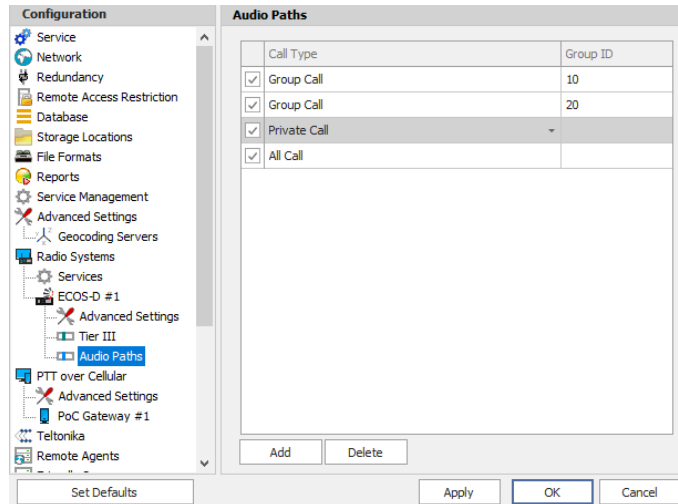 Configuration
Service
Network
Redundancy
Remote Access Restriction
Database
Storage Locations
File Formats
Reports
Service Management
Advanced Settings
Geocoding Servers
Radio Systems
Services
ECOS-D #1
Advanced Settings
Tier III
Audio Paths
PTT over Cellular
Advanced Settings
PoC Gateway #1
Teltonika
Remote Agents
Set Defaults
Audio Paths
Call Type Group ID
Group Call 10
Group Call 20
Private Call
All Call
Add Delete
Apply OK Cancel